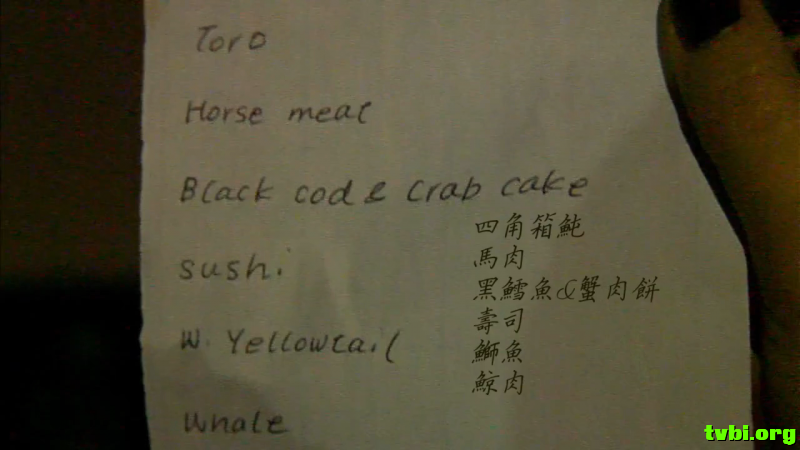 Toro
Horse meat
Black cod & crab cake
sushi
W. Yellowtail
Whale
四角箱魨
馬肉
黑鱈魚&蟹肉餅
壽司
鰤魚
鯨肉
tvbi.org